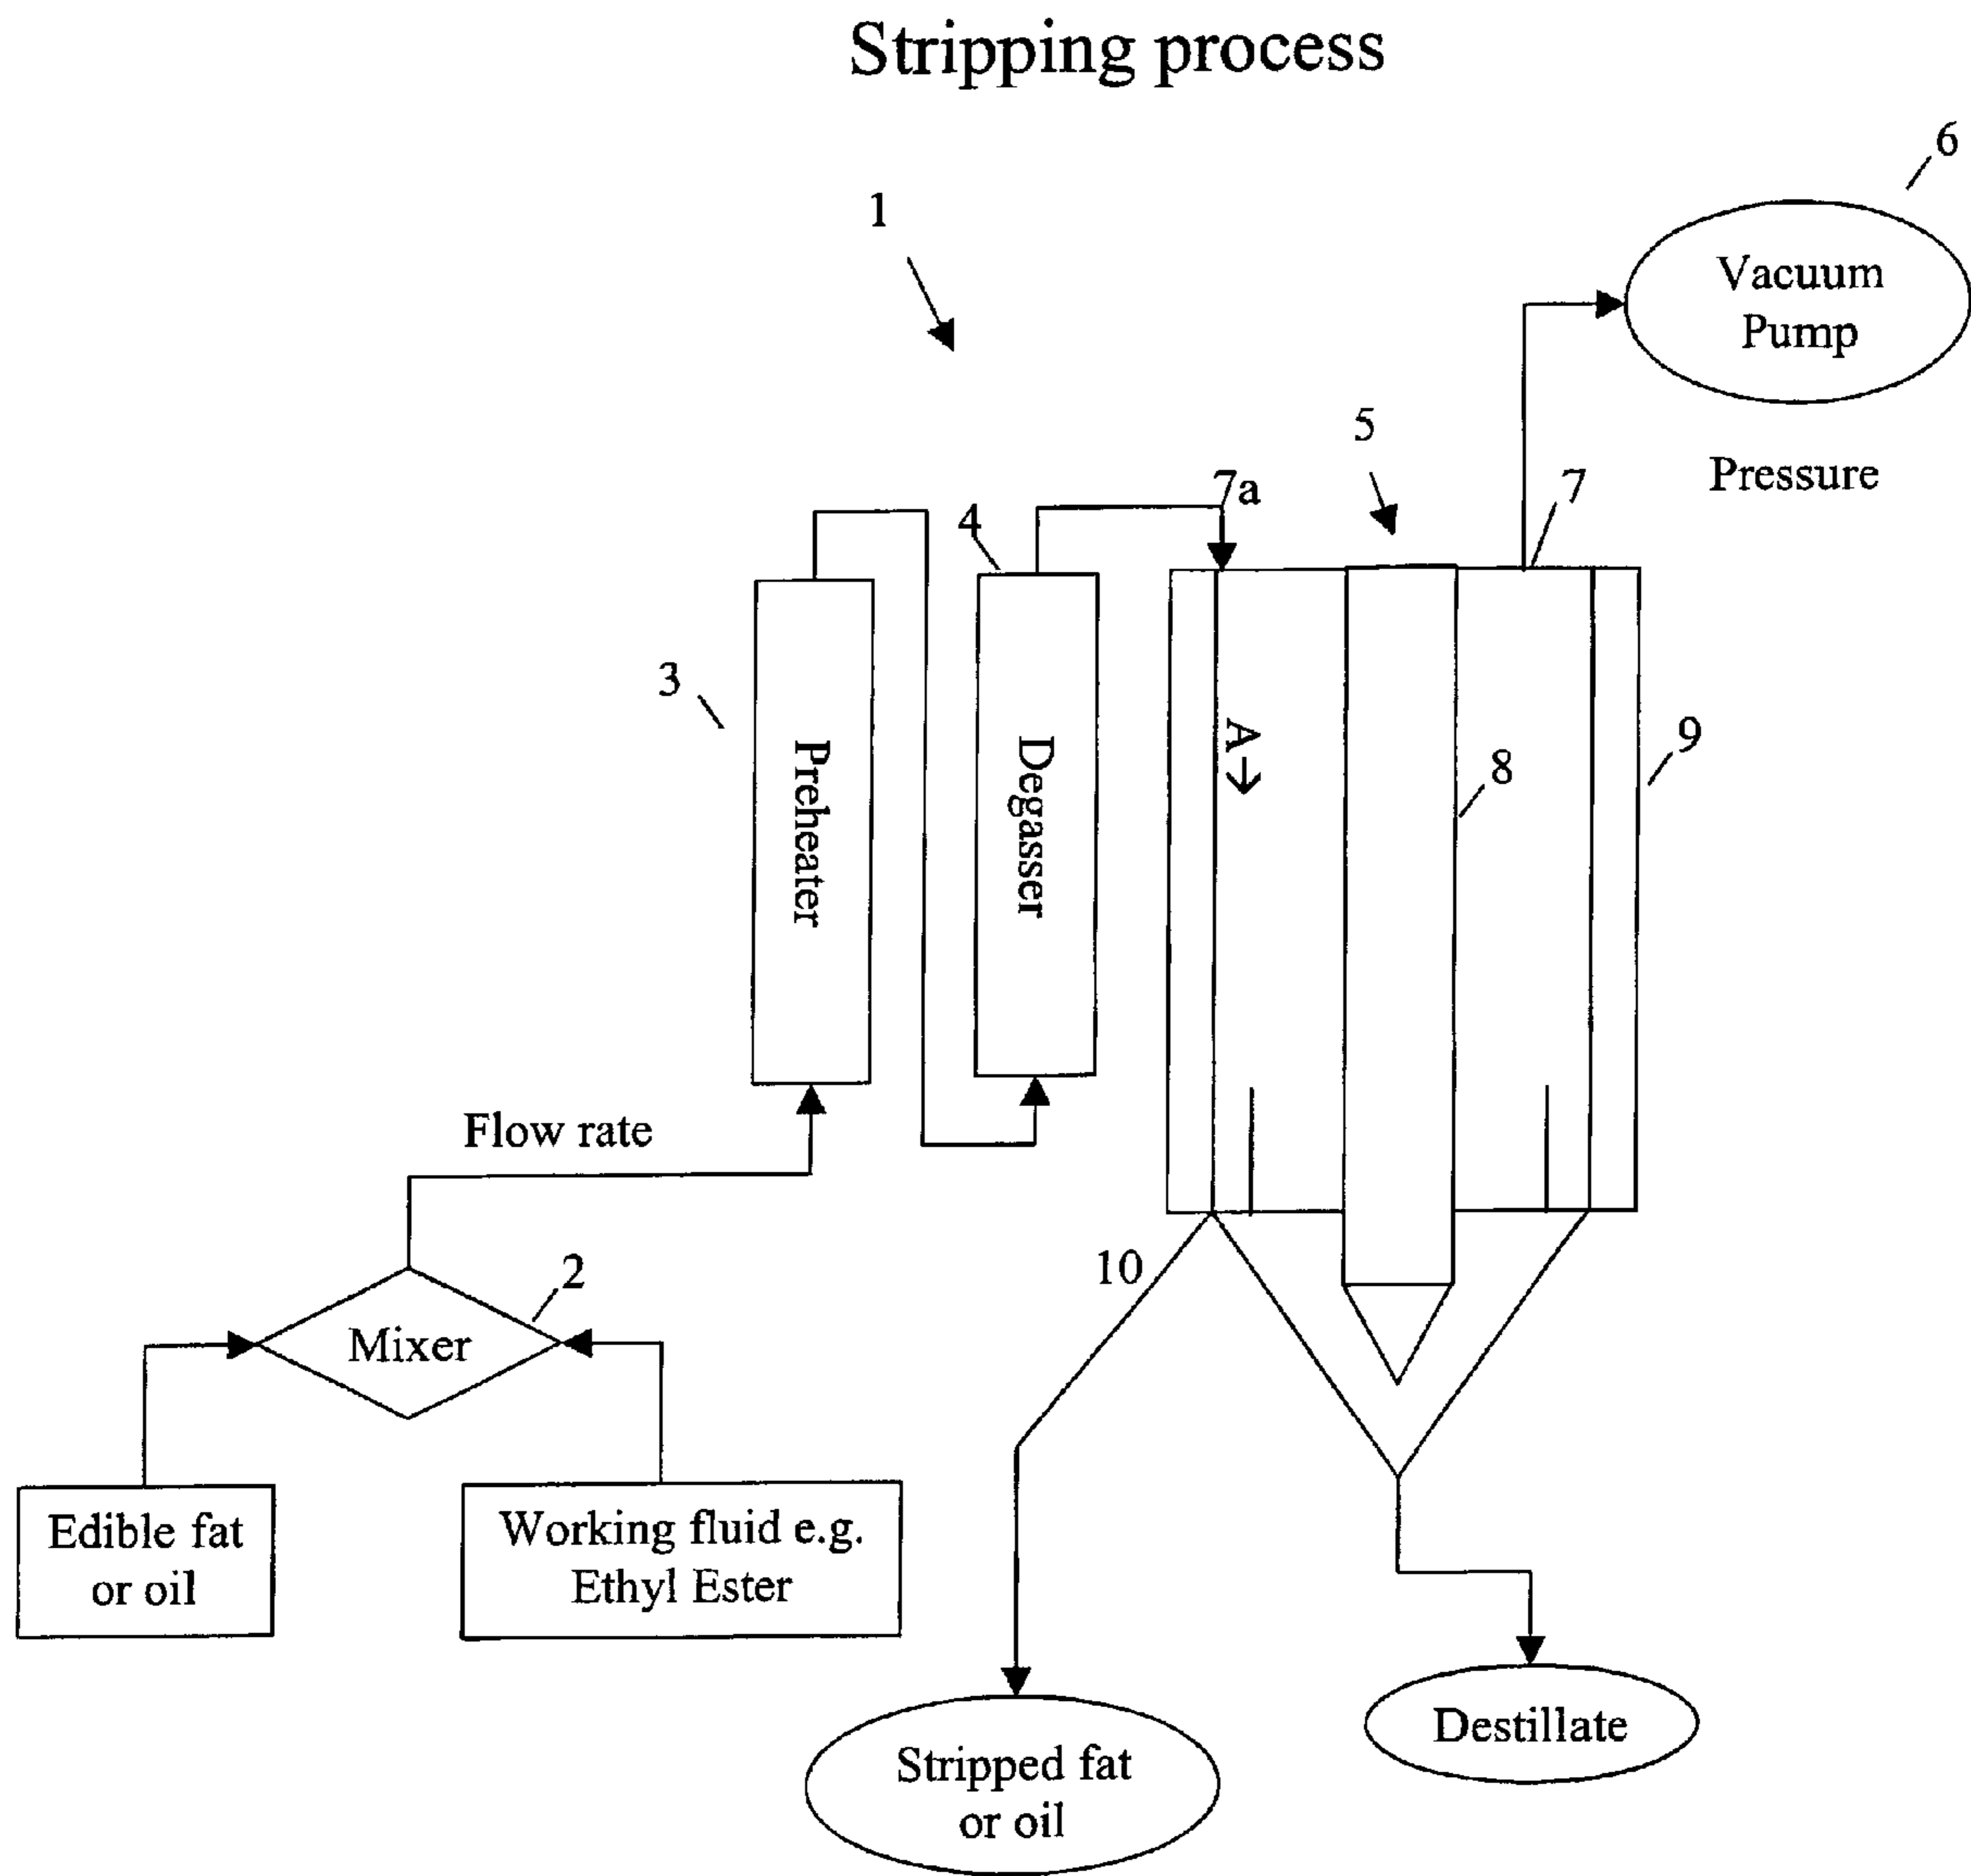 Stripping process
6
1
Vacuum
Pump
5
Pressure
7a
7
4
3
9
A
8
Preheater
Degasser
Flow rate
10
2
Mixer
Edible fat
or oil
Working fluid e.g.
Ethyl Ester
Destillate
Stripped fat
or oil